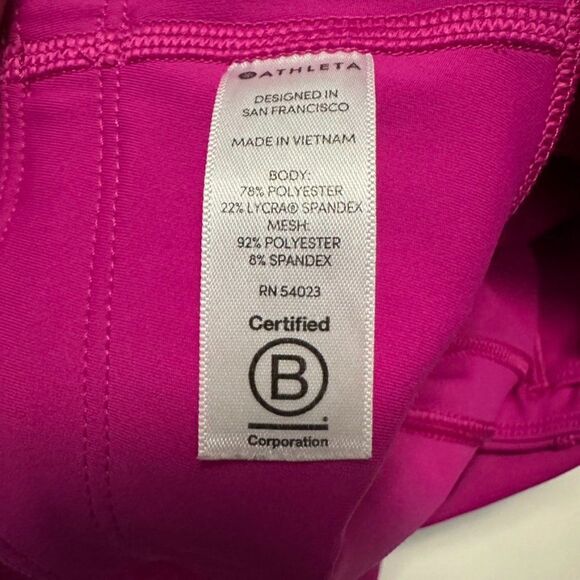 ATHLETA
DESIGNED IN
SAN FRANCISCO
MADE IN VIETNAM
BODY:
78% POLYESTER
22% LYCRA® SPANDEX
MESH:
92% POLYESTER
8% SPANDEX
RN 54023
Certified
B
Corporation